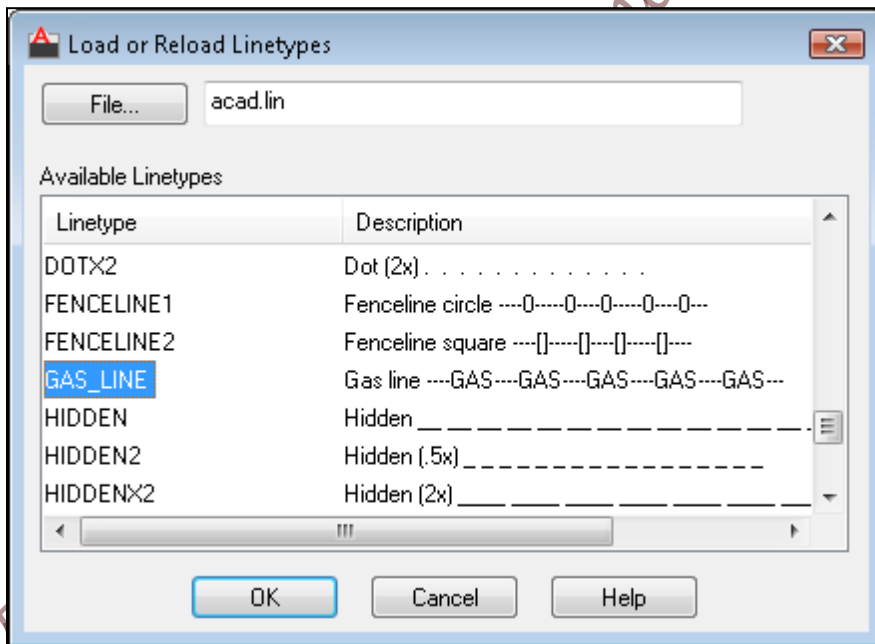 Load or Reload Linetypes
File... acad.lin
Available Linetypes
Linetype Description
DOTX2 Dot (2x) . . . . . . . . . . . . .
FENCELINE1 Fenceline circle ----0-----0----0-----0----0---
FENCELINE2 Fenceline square ----[]-----[]----[]-----[]----
GAS_LINE Gas line ----GAS----GAS----GAS----GAS----GAS---
HIDDEN Hidden __ __ __ __ __ __ __ __ __ __ __ __ __ .
HIDDEN2 Hidden (.5x) _ _ _ _ _ _ _ _ _ _ _ _ _ _ _ _ _
HIDDENX2 Hidden (2x) ____ ____ ____ ____ ____ ____ ____
OK Cancel Help